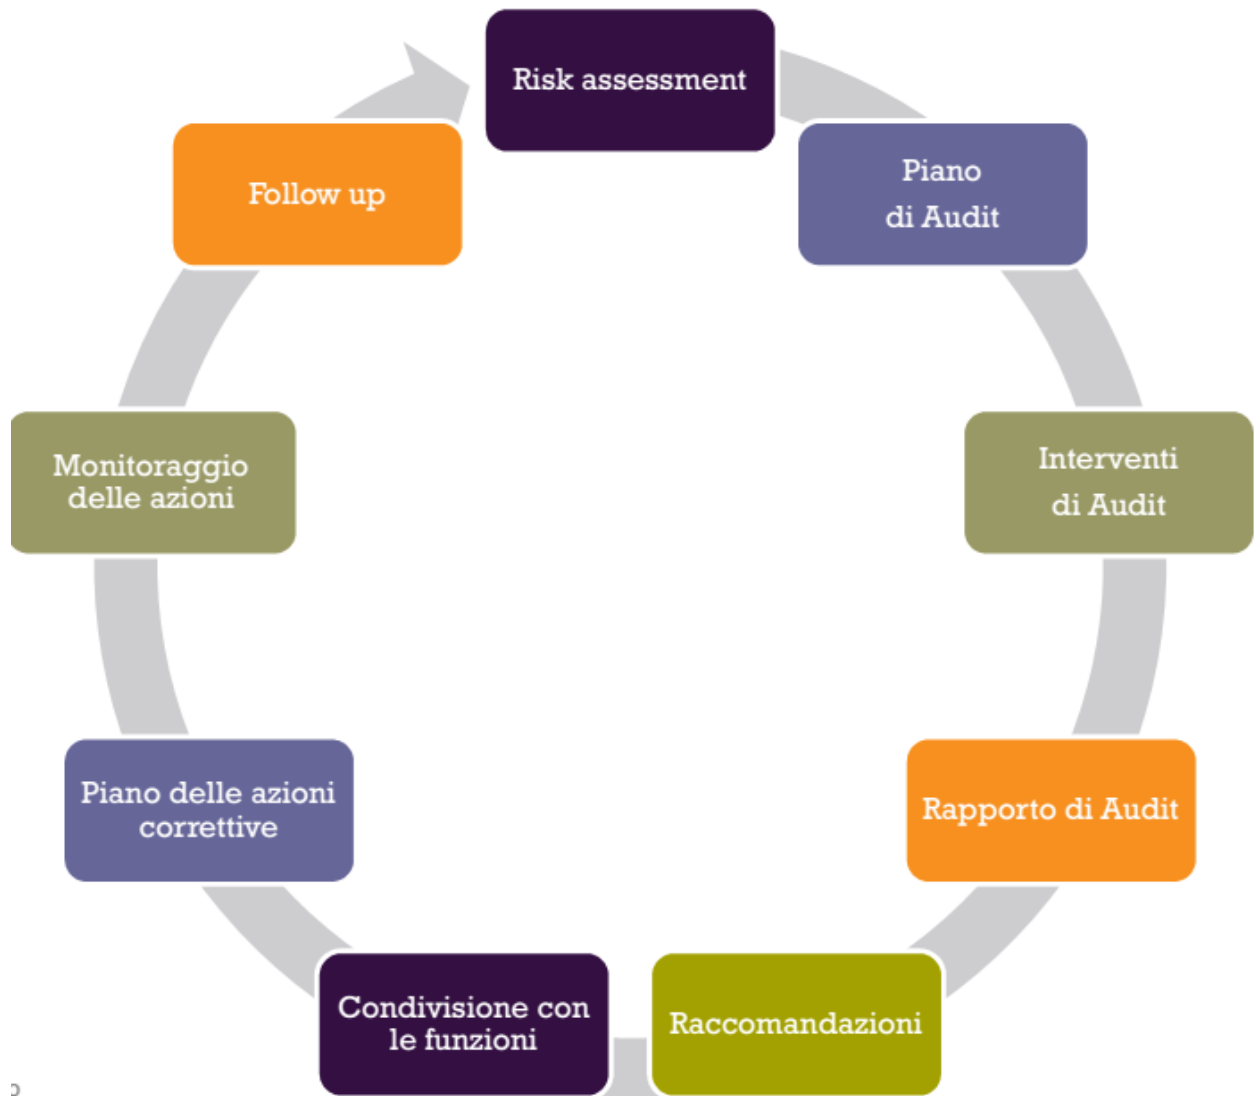 Risk assessment
Piano
di Audit
Interventi
di Audit
Rapporto di Audit
Raccomandazioni
Condivisione con
le funzioni
Piano delle azioni
correttive
Monitoraggio
delle azioni
Follow up